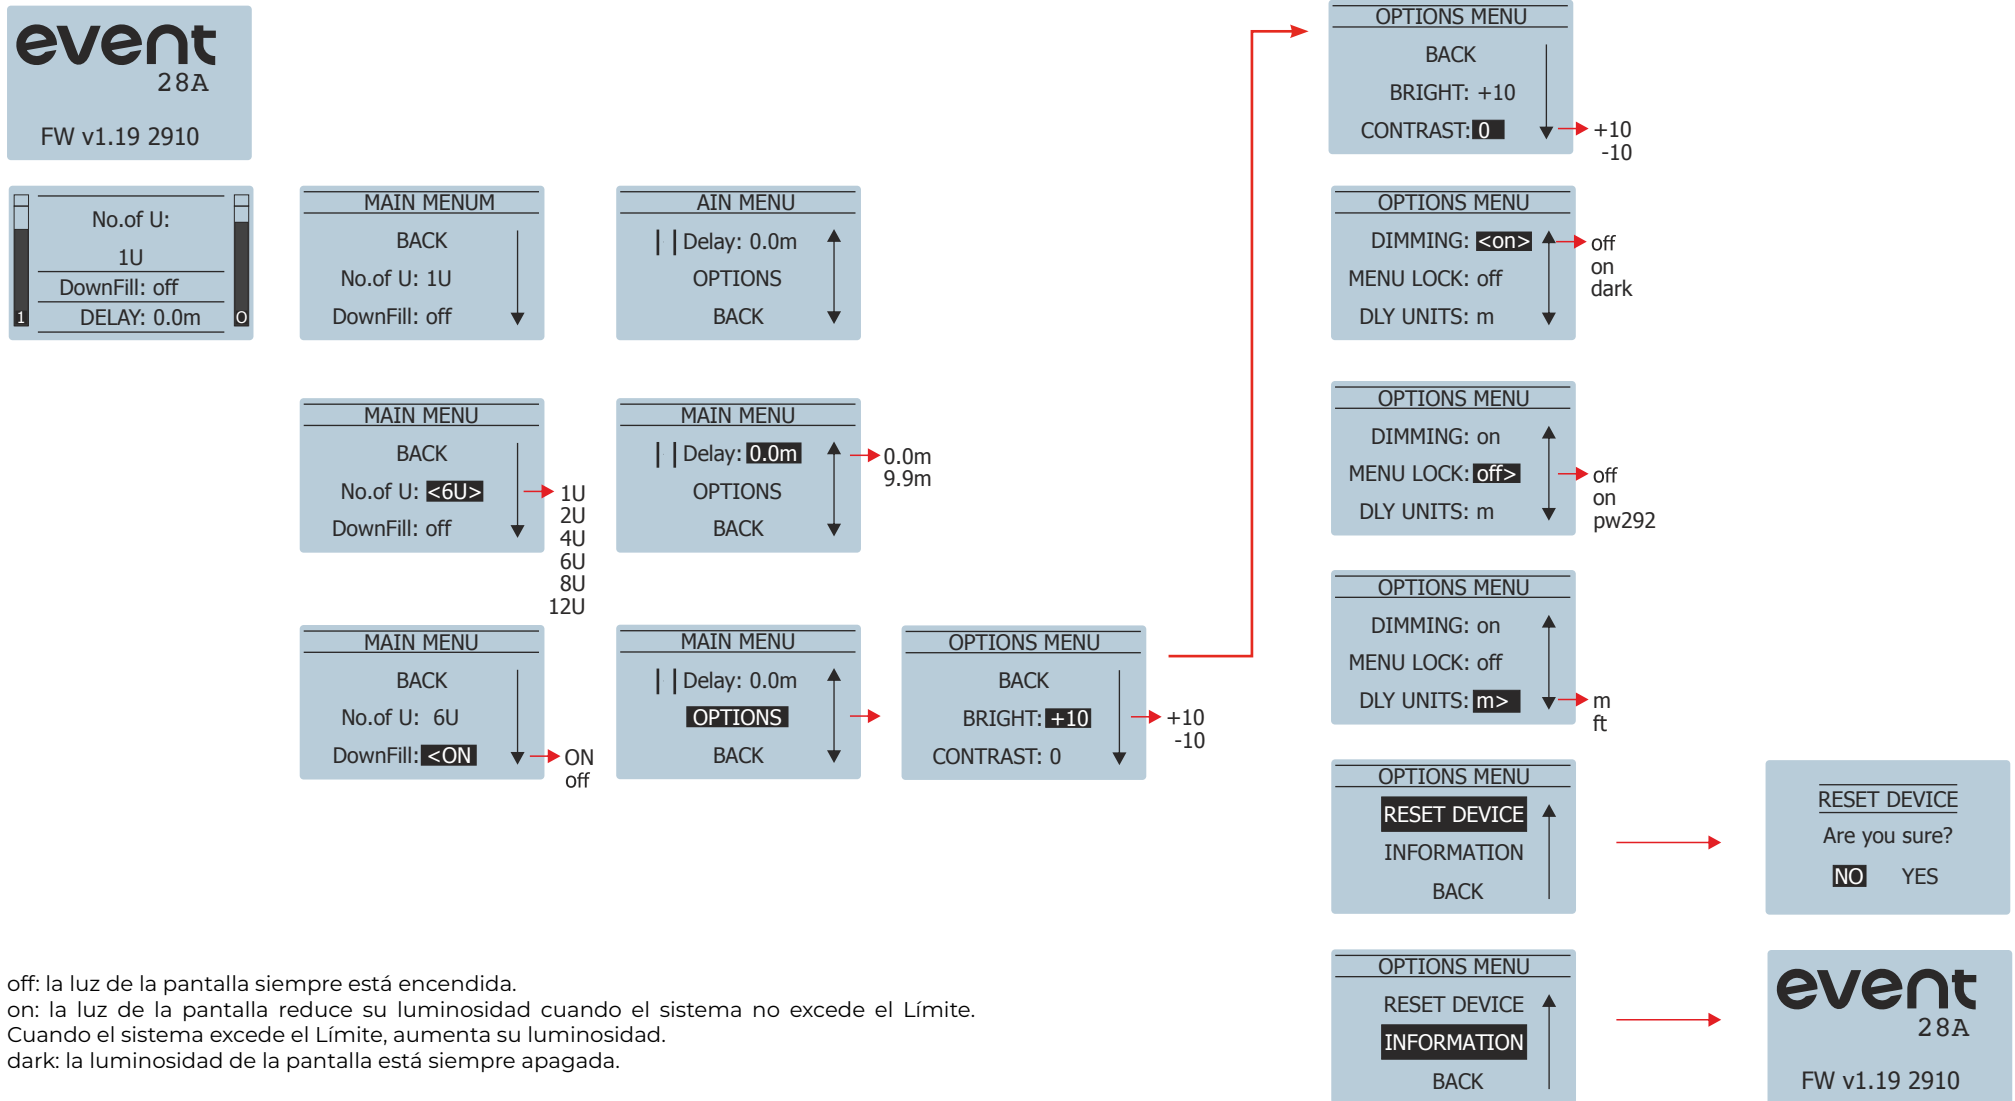 event
28A
FW v1.19 2910
No.of U:
1U
DownFill: off
DELAY: 0.0m
1
O
MAIN MENUM
BACK
No.of U: 1U
DownFill: off
AIN MENU
Delay: 0.0m
OPTIONS
BACK
MAIN MENU
BACK
No.of U: <6U>
DownFill: off
1U
2U
4U
6U
8U
12U
MAIN MENU
Delay: 0.0m
OPTIONS
BACK
0.0m
9.9m
MAIN MENU
BACK
No.of U: 6U
DownFill: <ON
ON
off
MAIN MENU
Delay: 0.0m
OPTIONS
BACK
OPTIONS MENU
BACK
BRIGHT: +10
CONTRAST: 0
+10
-10
OPTIONS MENU
BACK
BRIGHT: +10
CONTRAST: 0
+10
-10
OPTIONS MENU
DIMMING: <on>
MENU LOCK: off
DLY UNITS: m
off
on
dark
OPTIONS MENU
DIMMING: on
MENU LOCK: off>
DLY UNITS: m
off
on
pw292
OPTIONS MENU
DIMMING: on
MENU LOCK: off
DLY UNITS: m>
m
ft
OPTIONS MENU
RESET DEVICE
INFORMATION
BACK
RESET DEVICE
Are you sure?
NO YES
OPTIONS MENU
RESET DEVICE
INFORMATION
BACK
event
28A
FW v1.19 2910
off: la luz de la pantalla siempre está encendida.
on: la luz de la pantalla reduce su luminosidad cuando el sistema no excede el Límite.
Cuando el sistema excede el Límite, aumenta su luminosidad.
dark: la luminosidad de la pantalla está siempre apagada.